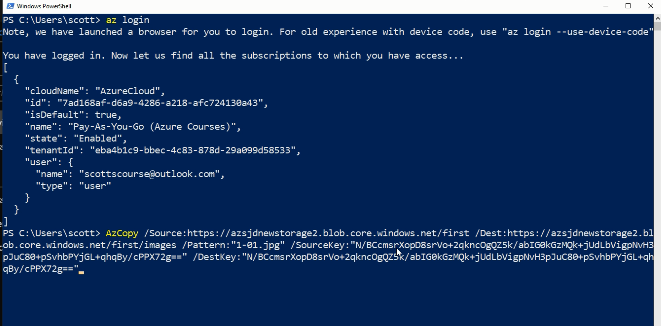 Windows PowerShell
PS C:\Users\scott> az login
Note, we have launched a browser for you to login. For old experience with device code, use "az login --use-device-code"
You have logged in. Now let us find all the subscriptions to which you have access...
[
{
"cloudName": "AzureCloud",
"id": "7ad168af-d6a9-4286-a218-afc724130a43",
"isDefault": true,
"name": "Pay-As-You-Go (Azure Courses)",
"state": "Enabled",
"tenantId": "eba4b1c9-bbec-4c83-878d-29a099d58533",
"user": {
"name": "scottscourse@outlook.com",
"type": "user"
}
}
]
PS C:\Users\scott> AzCopy /Source:https://azsjdnewstorage2.blob.core.windows.net/first /Dest:https://azsjdnewstorage2.bl
ob.core.windows.net/first/images /Pattern:"1-01.jpg" /SourceKey:"N/BCcmsrXopD8srVo+2qkncOgQZ5k/abIG0kGzMQk+jUdLbVigpNvH3
pJuC80+pSvhbPYjGL+qhqBy/cPPX72g==" /DestKey:"N/BCcmsrXopD8srVo+2qkncOgQZ5k/abIG0kGzMQk+jUdLbVigpNvH3pJuC80+pSvhbPYjGL+qh
qBy/cPPX72g=="